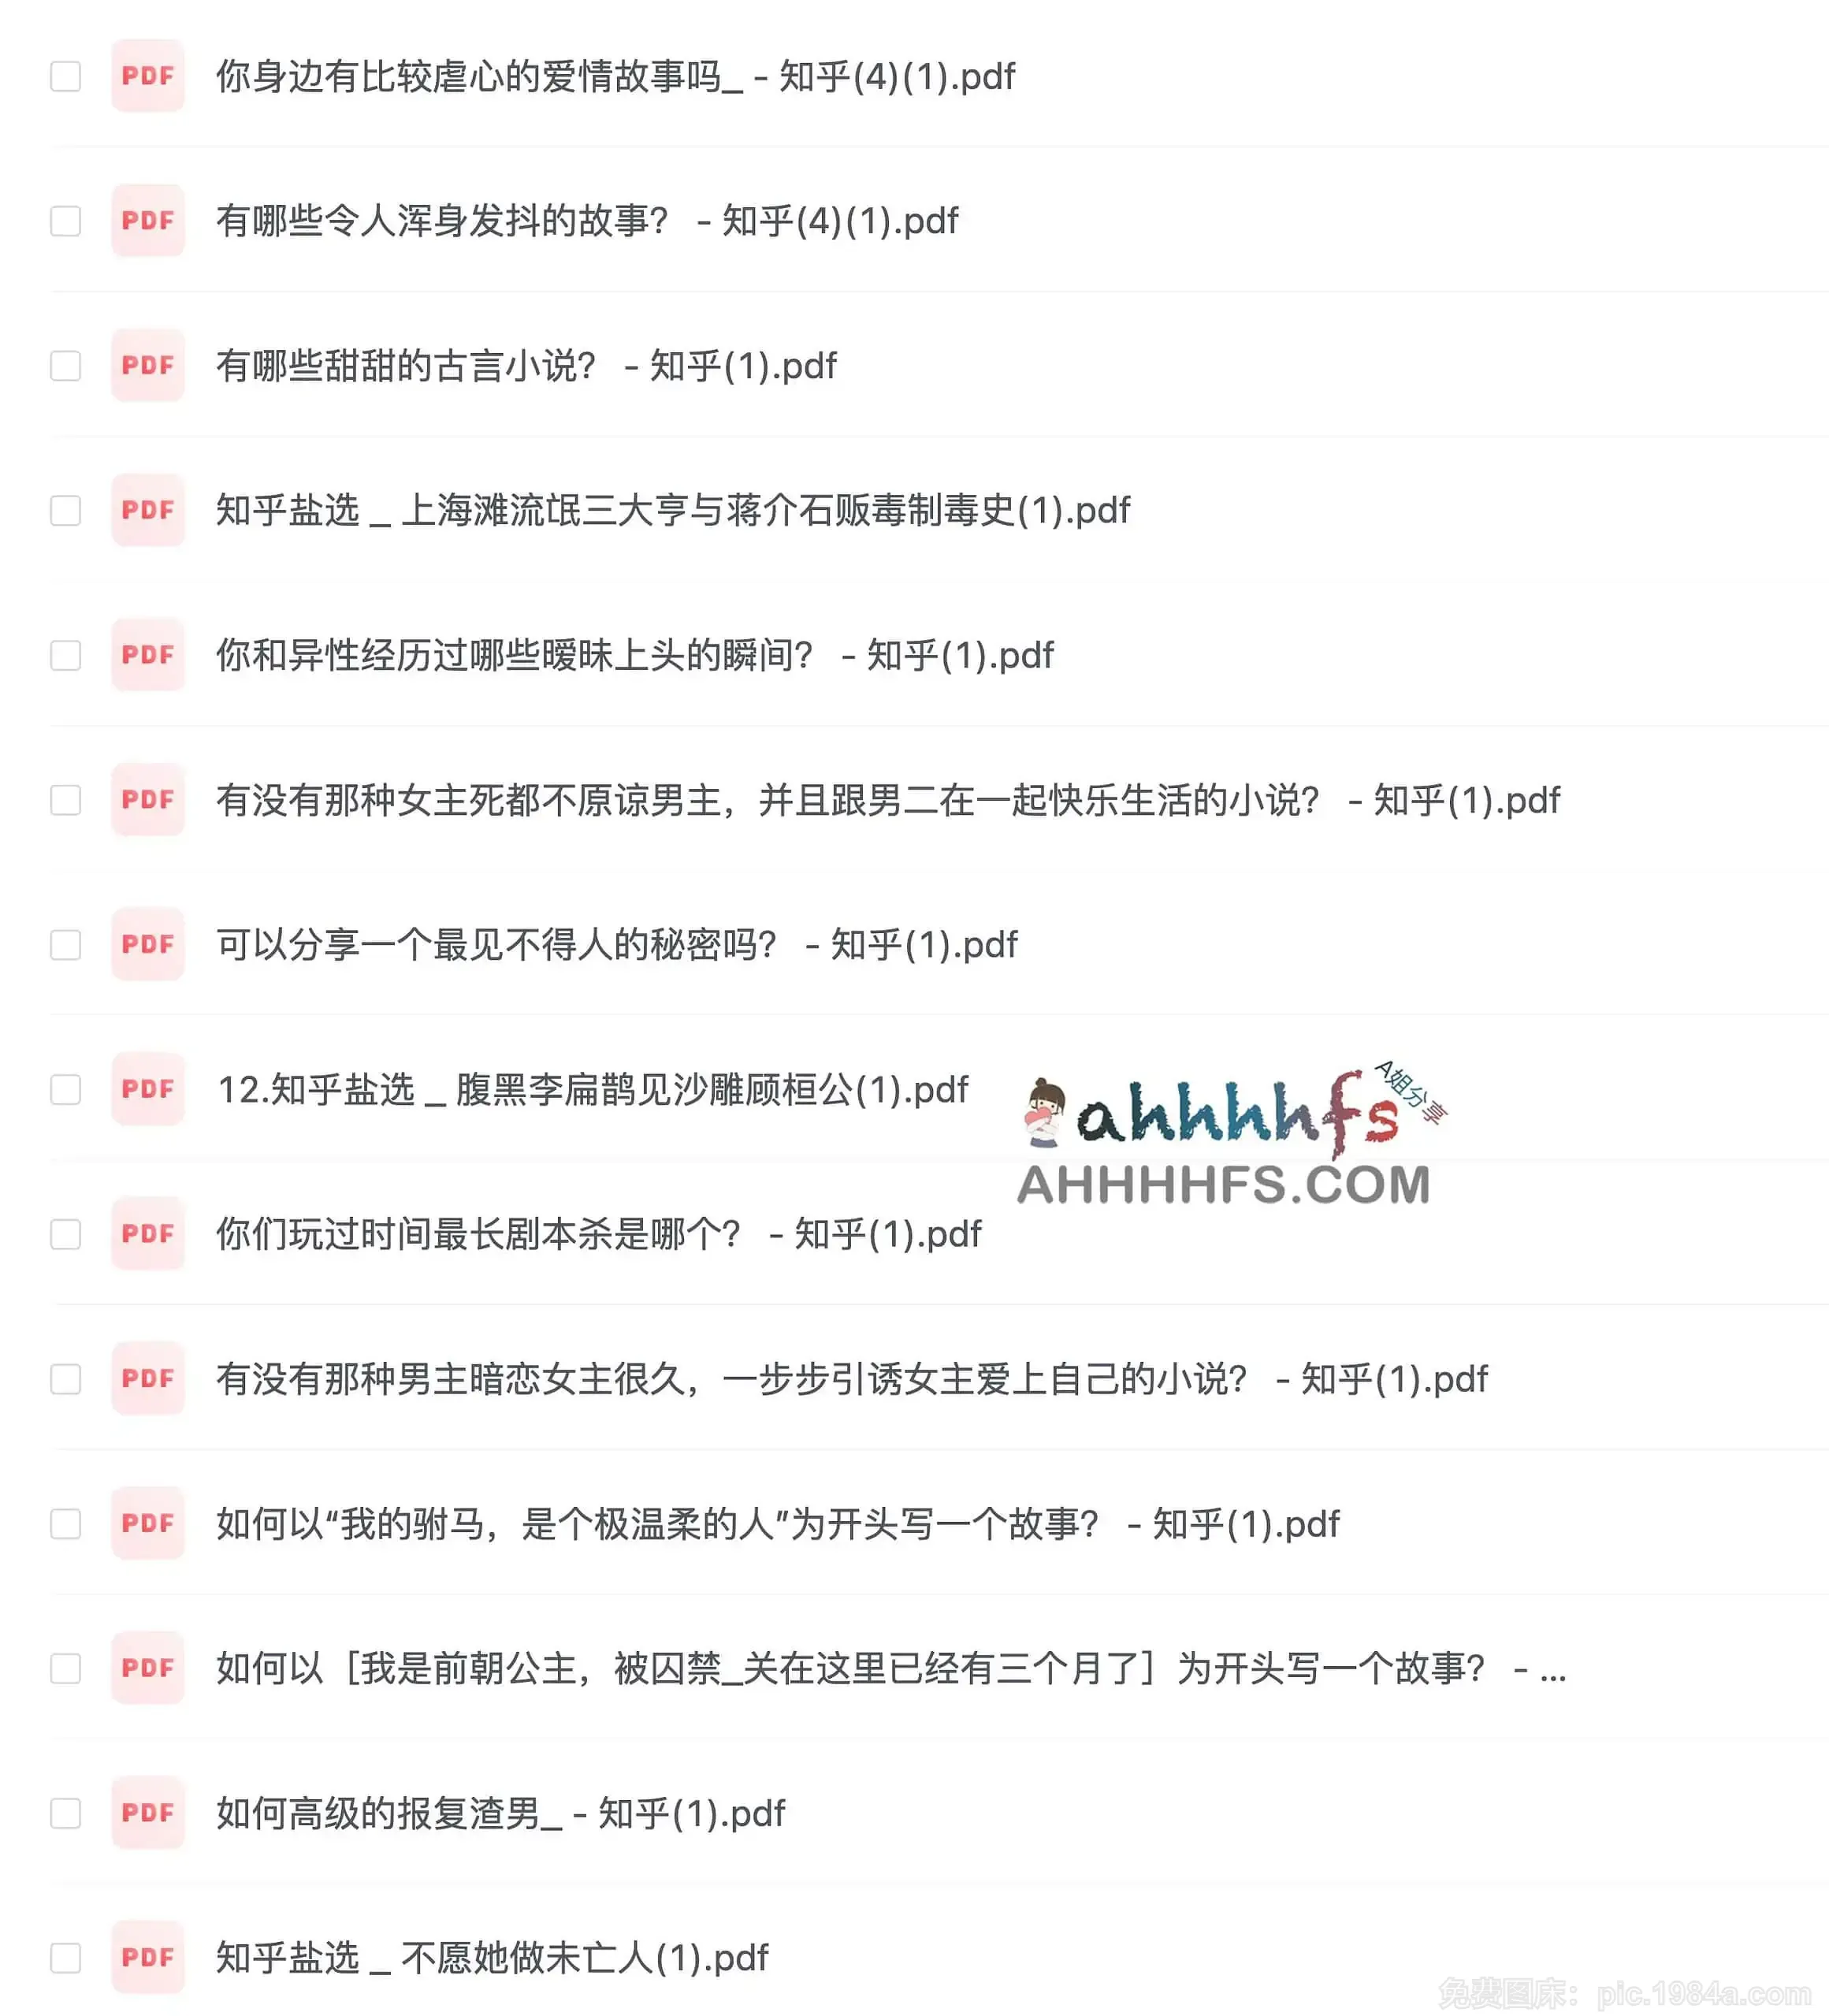 PDF 你身边有比较虐心的爱情故事吗_ - 知乎(4)(1).pdf
PDF 有哪些令人浑身发抖的故事？ - 知乎(4)(1).pdf
PDF 有哪些甜甜的古言小说？ - 知乎(1).pdf
PDF 知乎盐选 _ 上海滩流氓三大亨与蒋介石贩毒制毒史(1).pdf
PDF 你和异性经历过哪些暧昧上头的瞬间？ - 知乎(1).pdf
PDF 有没有那种女主死都不原谅男主，并且跟男二在一起快乐生活的小说？ - 知乎(1).pdf
PDF 可以分享一个最见不得人的秘密吗？ - 知乎(1).pdf
PDF 12.知乎盐选 _ 腹黑李扁鹊见沙雕顾桓公(1).pdf
ahhhhfs A姐分享
AHHHHFS.COM
PDF 你们玩过时间最长剧本杀是哪个？ - 知乎(1).pdf
PDF 有没有那种男主暗恋女主很久，一步步引诱女主爱上自己的小说？ - 知乎(1).pdf
PDF 如何以“我的驸马，是个极温柔的人”为开头写一个故事？ - 知乎(1).pdf
PDF 如何以［我是前朝公主，被囚禁_关在这里已经有三个月了］为开头写一个故事？ - ...
PDF 如何高级的报复渣男_ - 知乎(1).pdf
PDF 知乎盐选 _ 不愿她做未亡人(1).pdf
免费图床：pic.1984a.com